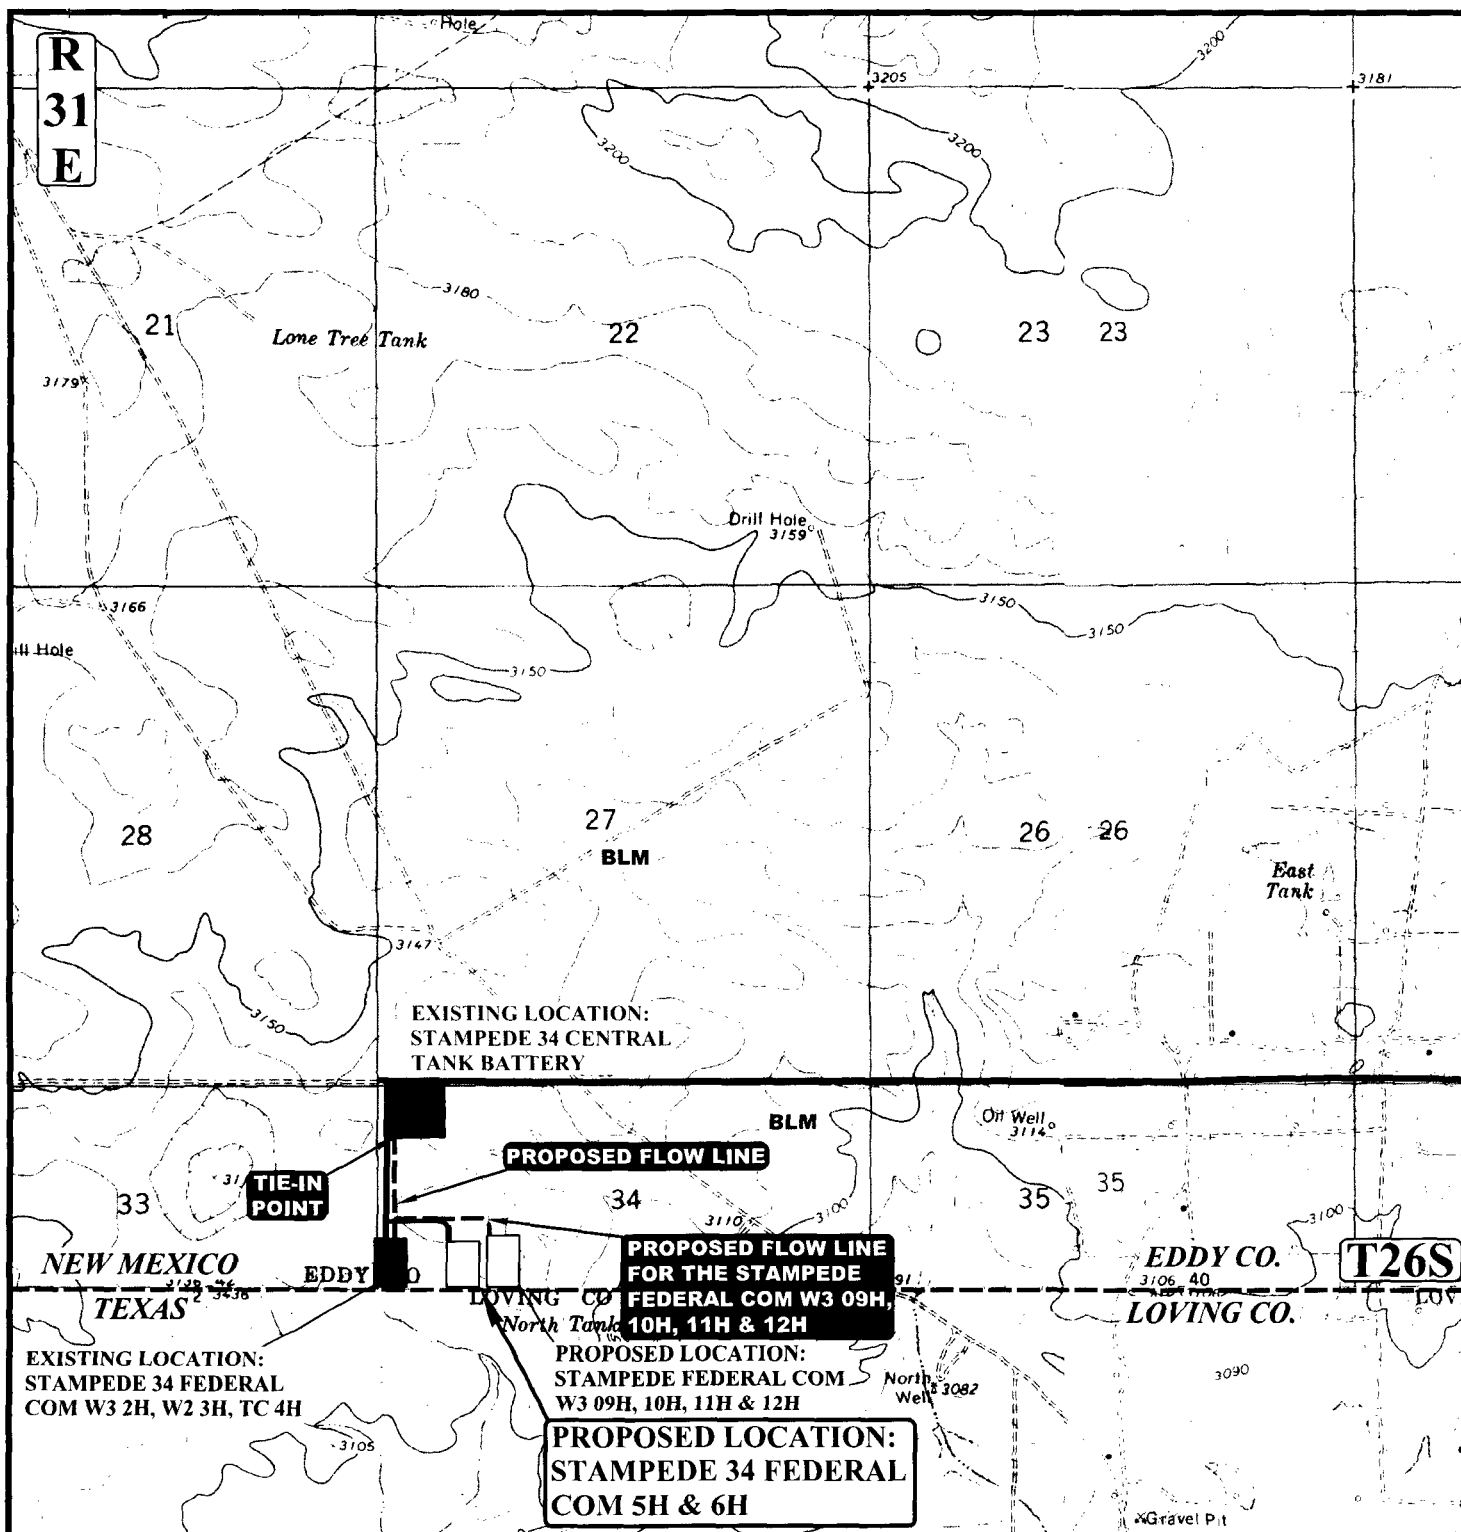 Hole
R
31
E
3200
3205
3181
3200
3200
3180
21
Lone Tree Tank
22
23
23
3179
Drill Hole
3159
3166
3150
3150
ill Hole
3150
28
27
BLM
26
26
East
Tank
3147
3150
EXISTING LOCATION:
STAMPEDE 34 CENTRAL
TANK BATTERY
BLM
Oil Well
3114
PROPOSED FLOW LINE
TIE-IN
POINT
33
34
35
35
3110
3100
3100
NEW MEXICO
EDDY
O
PROPOSED FLOW LINE
FOR THE STAMPEDE
FEDERAL COM W3 09H,
10H, 11H & 12H
91
EDDY CO.
3106
40
T26S
TEXAS
LOVING CO
LOVING CO.
LOV
North Tank
EXISTING LOCATION:
STAMPEDE 34 FEDERAL
COM W3 2H, W2 3H, TC 4H
PROPOSED LOCATION:
STAMPEDE FEDERAL COM
W3 09H, 10H, 11H & 12H
North
Well
3082
3090
3105
PROPOSED LOCATION:
STAMPEDE 34 FEDERAL
COM 5H & 6H
Gravel Pit